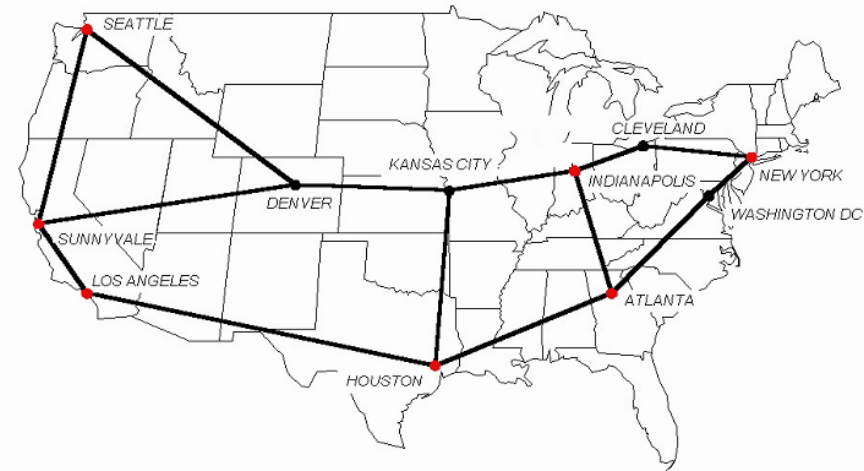 SEATTLE
CLEVELAND
KANSAS CITY
INDIANAPOLIS
NEW YORK
DENVER
WASHINGTON DC
SUNNYVALE
LOS ANGELES
ATLANTA
HOUSTON